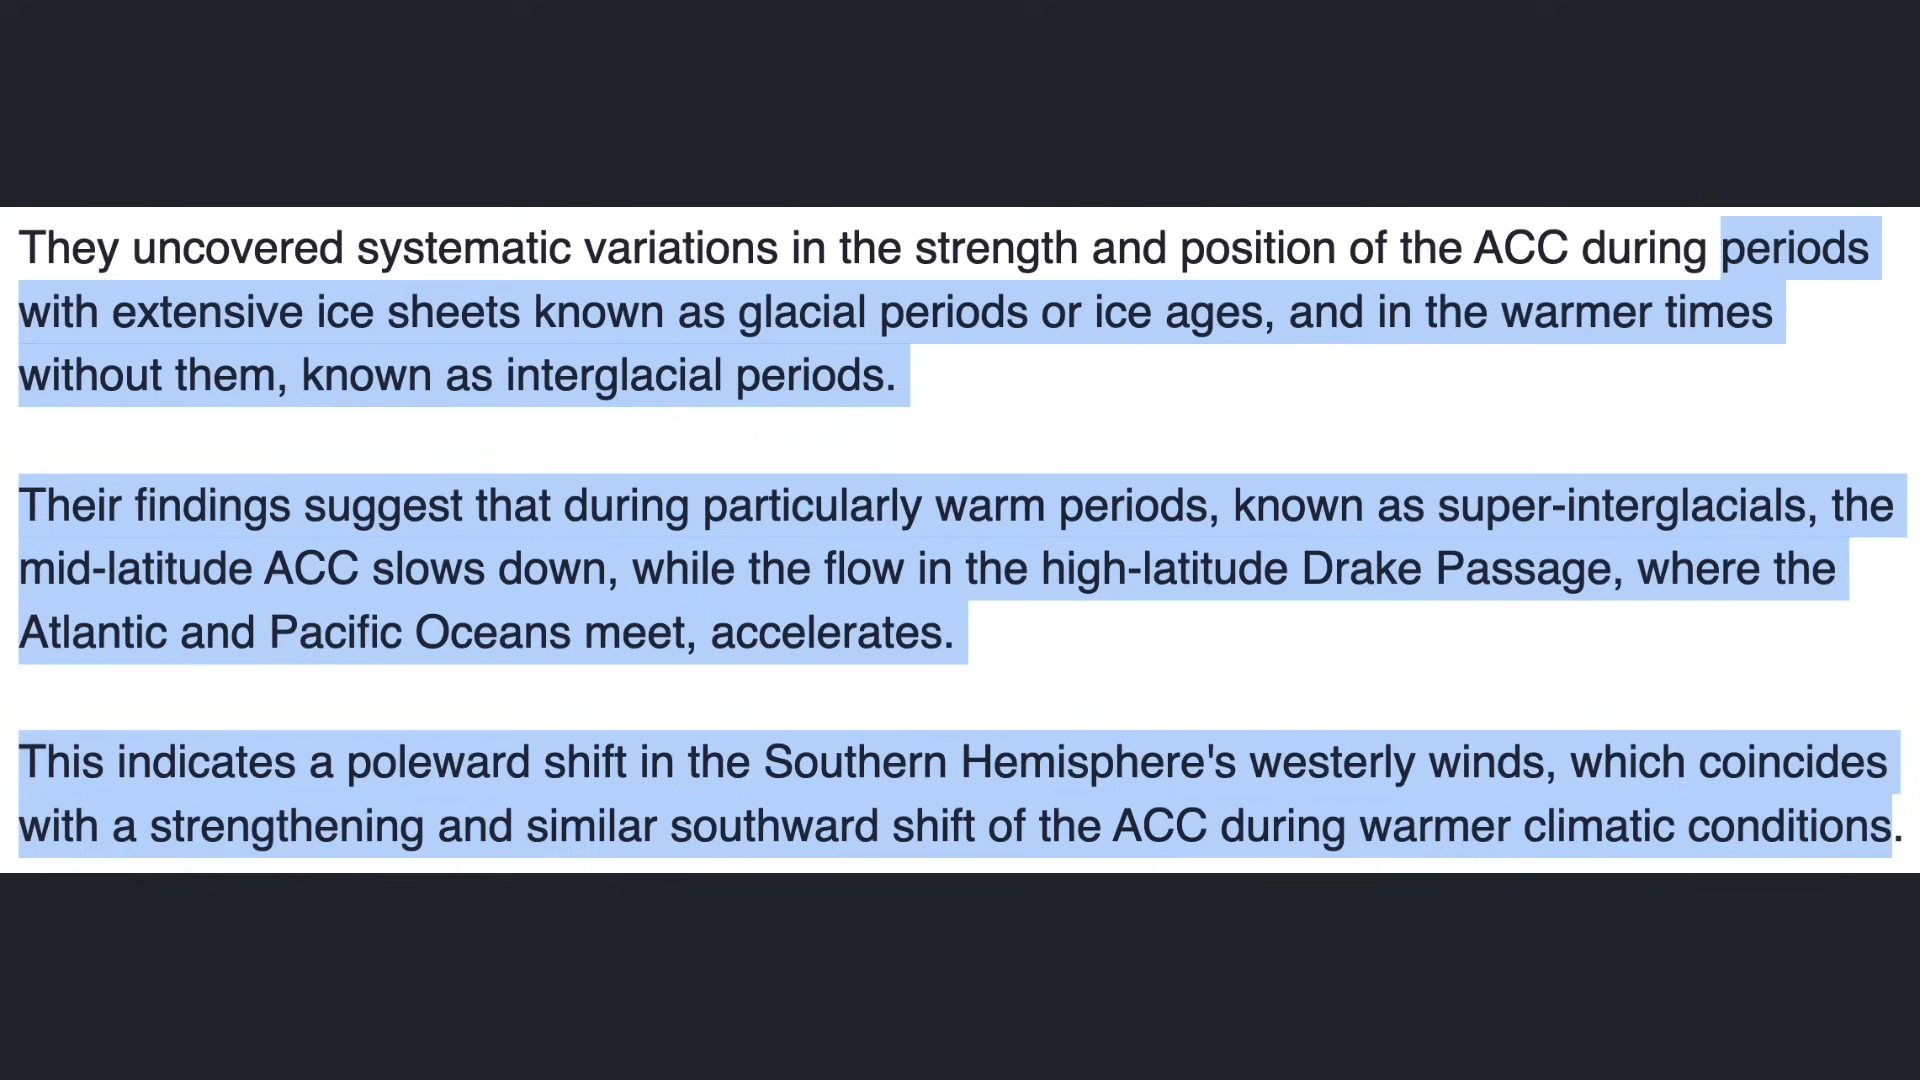 They uncovered systematic variations in the strength and position of the ACC during periods
with extensive ice sheets known as glacial periods or ice ages, and in the warmer times
without them, known as interglacial periods.
Their findings suggest that during particularly warm periods, known as super-interglacials, the
mid-latitude ACC slows down, while the flow in the high-latitude Drake Passage, where the
Atlantic and Pacific Oceans meet, accelerates.
This indicates a poleward shift in the Southern Hemisphere's westerly winds, which coincides
with a strengthening and similar southward shift of the ACC during warmer climatic conditions.